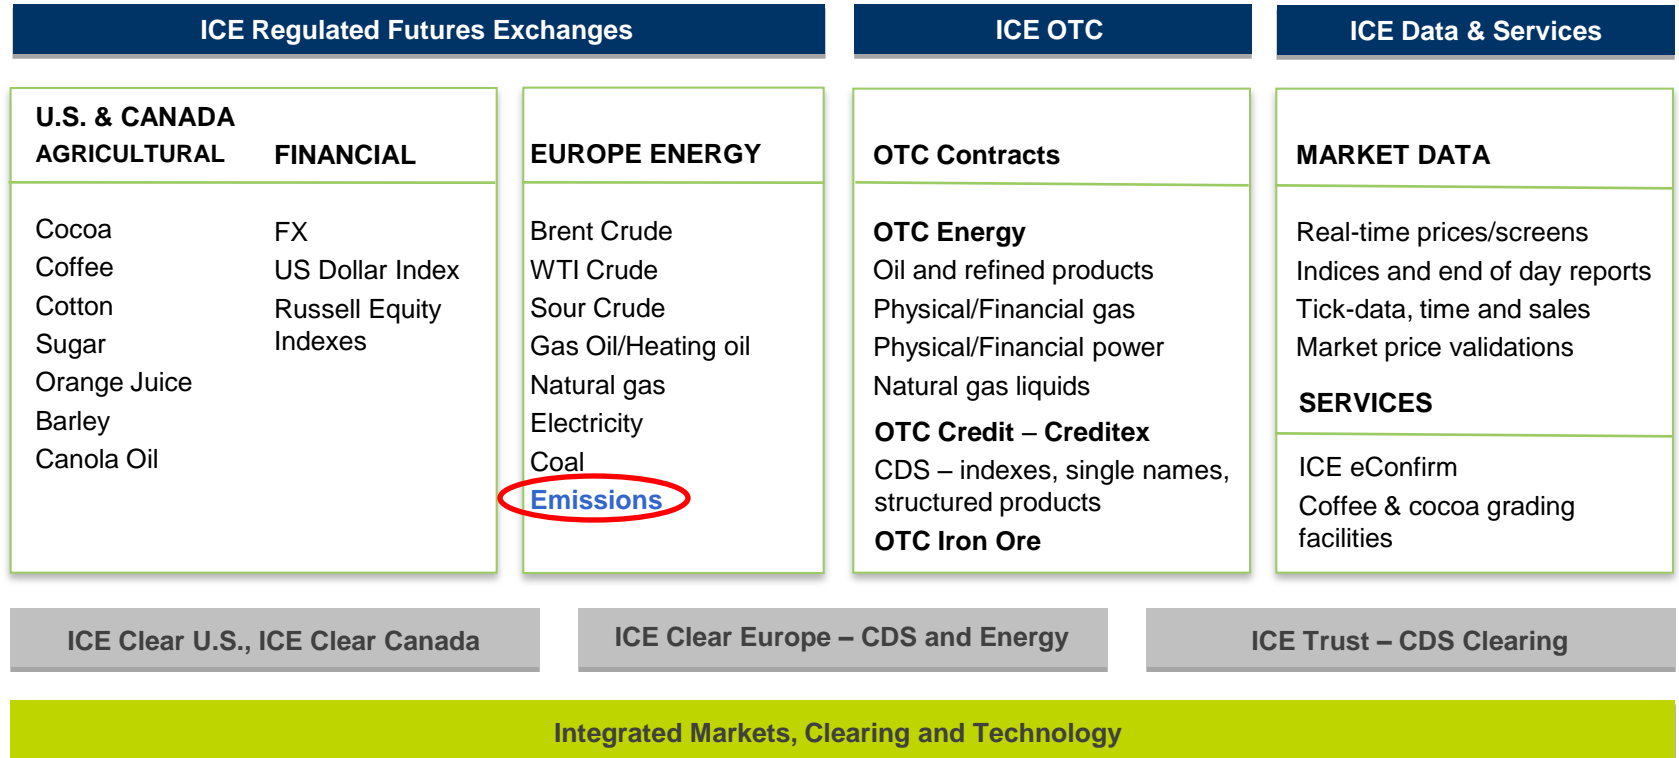 ICE Regulated Futures Exchanges
ICE OTC
ICE Data & Services
U.S. & CANADA
AGRICULTURAL
FINANCIAL
Cocoa
Coffee
Cotton
Sugar
Orange Juice
Barley
Canola Oil
FX
US Dollar Index
Russell Equity
Indexes
EUROPE ENERGY
Brent Crude
WTI Crude
Sour Crude
Gas Oil/Heating oil
Natural gas
Electricity
Coal
Emissions
OTC Contracts
OTC Energy
Oil and refined products
Physical/Financial gas
Physical/Financial power
Natural gas liquids
OTC Credit – Creditex
CDS – indexes, single names,
structured products
OTC Iron Ore
MARKET DATA
Real-time prices/screens
Indices and end of day reports
Tick-data, time and sales
Market price validations
SERVICES
ICE eConfirm
Coffee & cocoa grading
facilities
ICE Clear U.S., ICE Clear Canada
ICE Clear Europe – CDS and Energy
ICE Trust – CDS Clearing
Integrated Markets, Clearing and Technology